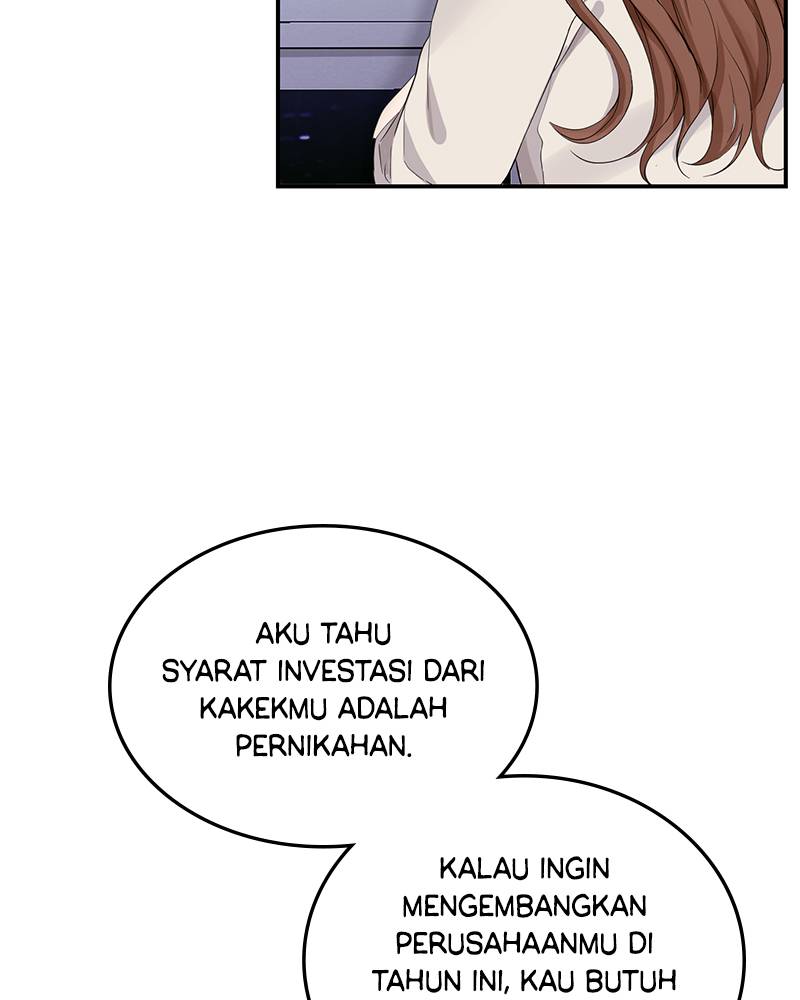 AKU TAHU
SYARAT INVESTASI DARI
KAKEKMU ADALAH
PERNIKAHAN.
KALAU INGIN
MENGEMBANGKAN
PERUSAHAANMU DI
TAHUN INI, KAU BUTUH